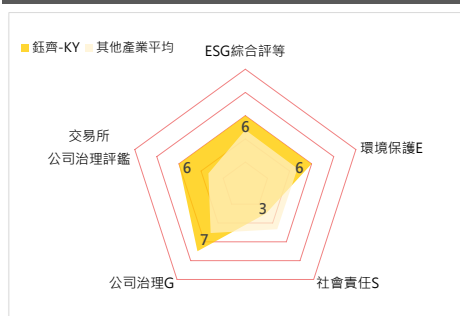 鈺齊-KY 其他產業平均
ESG綜合評等
6
環境保護E
6
3
社會責任S
7
公司治理G
6
交易所
公司治理評鑑